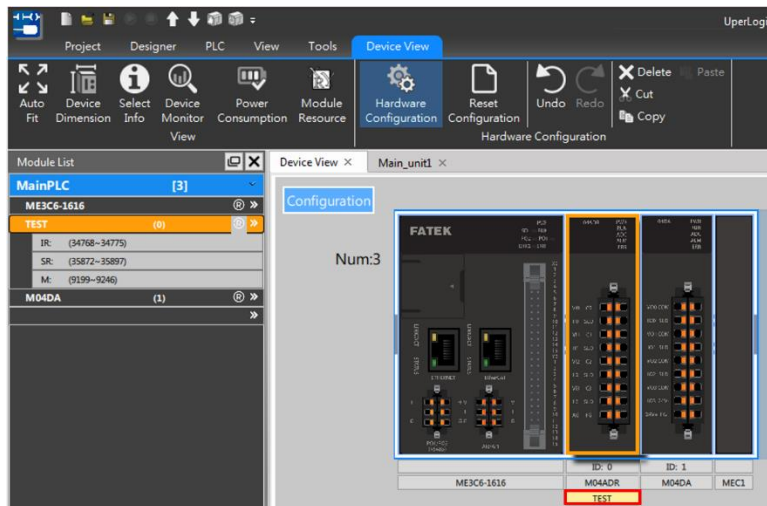 UperLogi
Project Designer PLC View Tools Device View
Auto Fit
Device Dimension
Select Info
Device Monitor
Power Consumption
Module Resource
Hardware Configuration
Reset Configuration
Undo
Redo
Delete
Paste
Cut
Copy
View
Hardware Configuration
Module List
Device View
Main_unit1
MainPLC [3]
ME3C6-1616
TEST (0)
IR: (34768~34775)
SR: (35872~35897)
M: (9199~9246)
M04DA (1)
Configuration
Num:3
FATEK
ETHERNET
ID: 0 ID: 1
ME3C6-1616 M04ADR M04DA MEC1
TEST